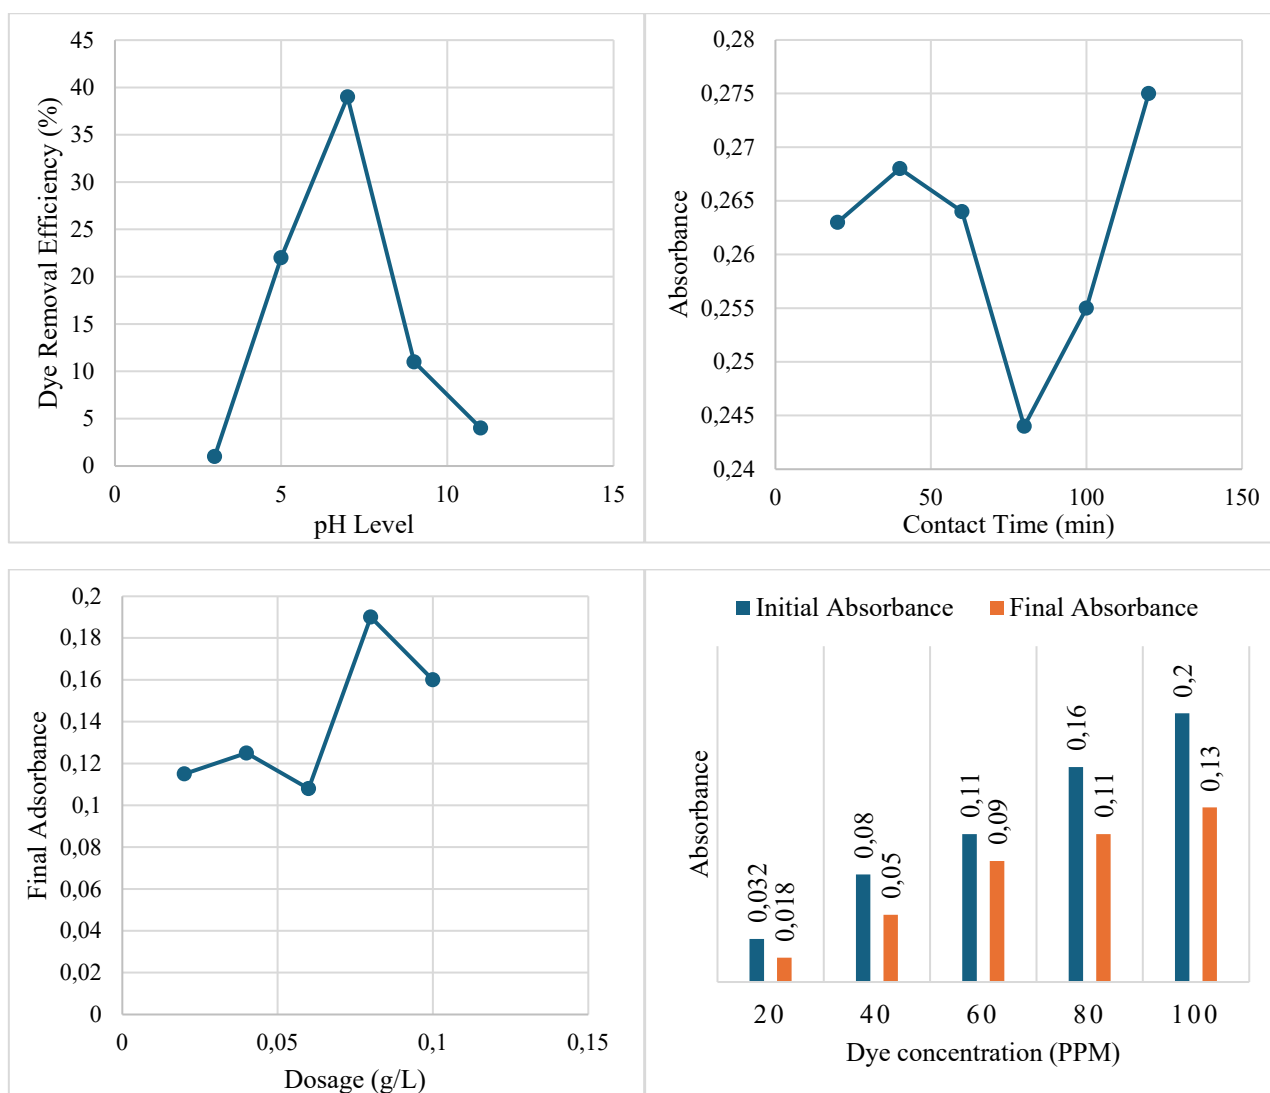 45
40
35
30
25
20
15
10
5
0
0 5 10 15
Dye Removal Efficiency (%)
pH Level
0,28
0,275
0,27
0,265
0,26
0,255
0,25
0,245
0,24
0 50 100 150
Absorbance
Contact Time (min)
0,2
0,18
0,16
0,14
0,12
0,1
0,08
0,06
0,04
0,02
0
0 0,05 0,1 0,15
Final Adsorbance
Dosage (g/L)
Initial Absorbance Final Absorbance
Absorbance
0,032 0,018 0,08 0,05 0,11 0,09 0,16 0,11 0,2 0,13
20 40 60 80 100
Dye concentration (PPM)